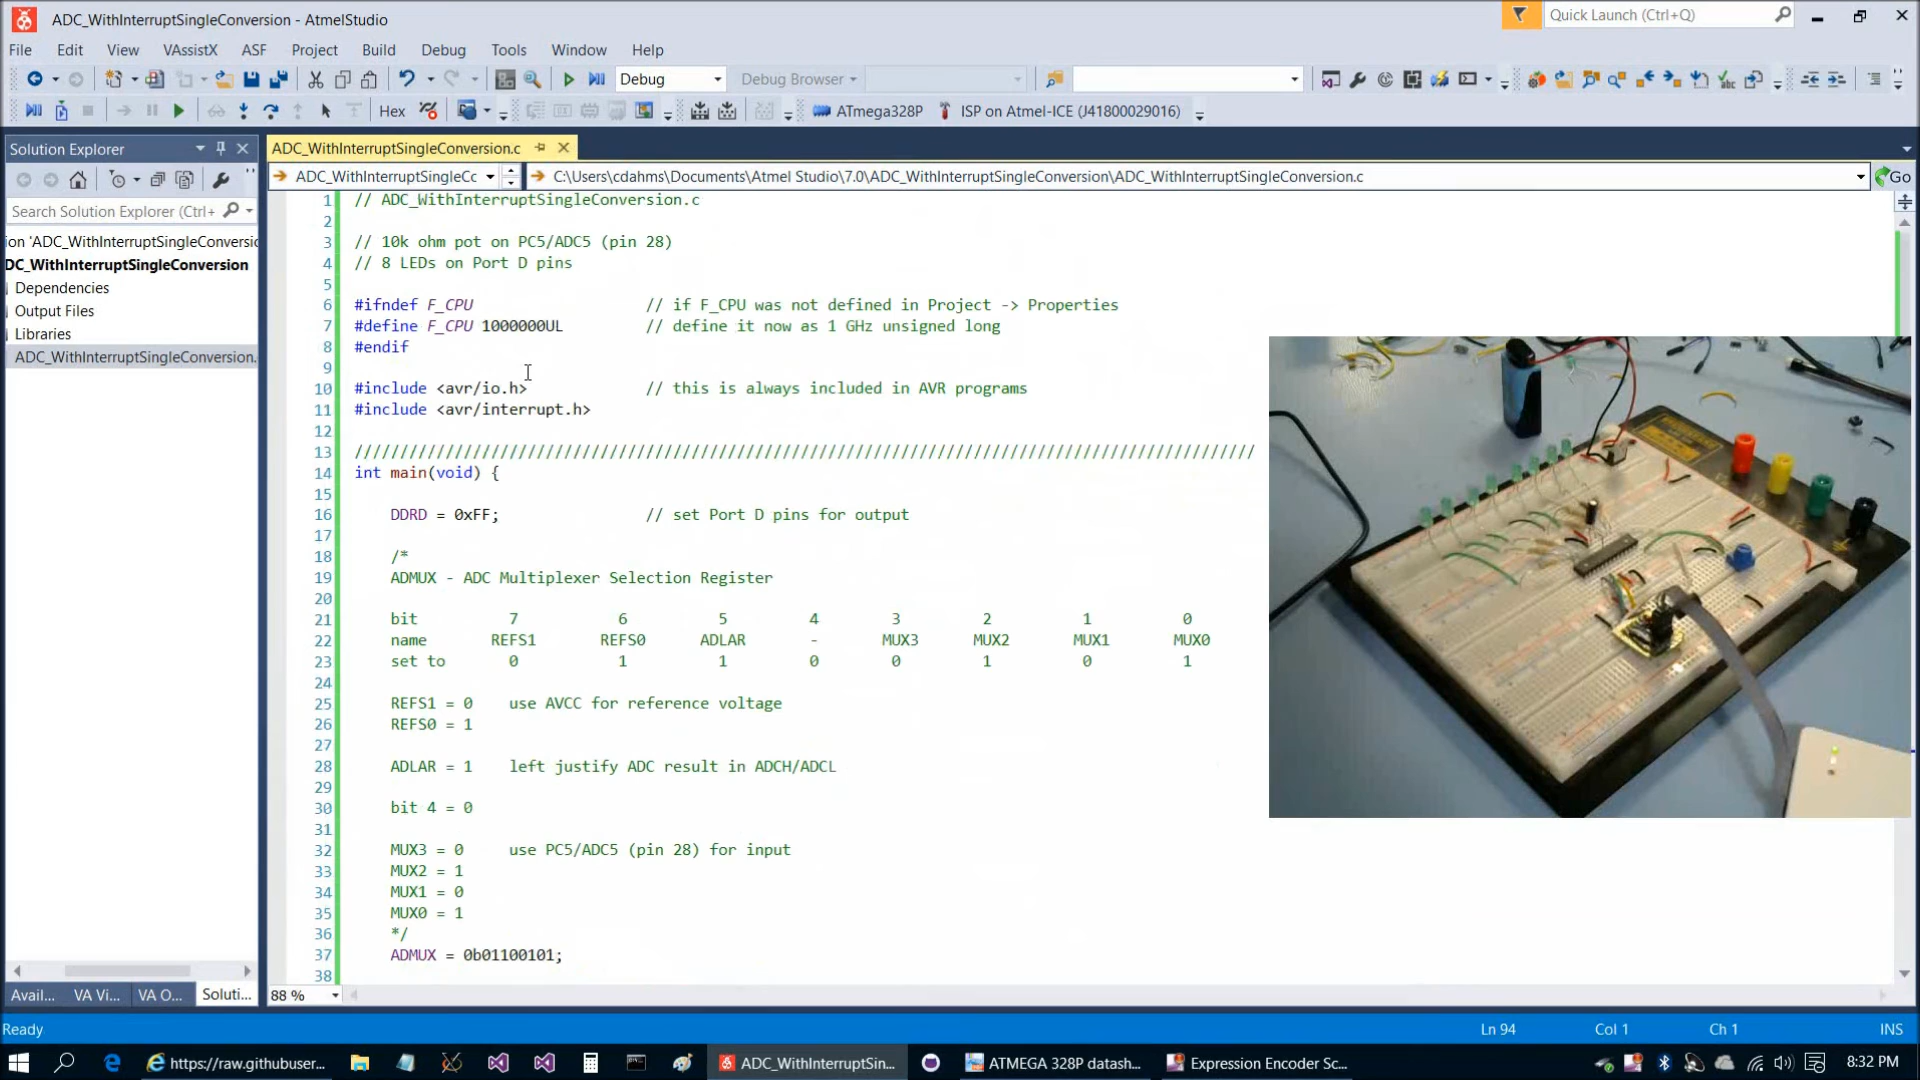 ADC_WithInterruptSingleConversion - AtmelStudio
Quick Launch (Ctrl+Q)
File Edit View VAssistX ASF Project Build Debug Tools Window Help
Debug Debug Browser
Hex ATmega328P ISP on Atmel-ICE (J41800029016)
Solution Explorer
ADC_WithInterruptSingleConversion.c
ADC_WithInterruptSingleCc
C:\Users\cdahms\Documents\Atmel Studio\7.0\ADC_WithInterruptSingleConversion\ADC_WithInterruptSingleConversion.c
Go
Search Solution Explorer (Ctrl+
ion 'ADC_WithInterruptSingleConversic
DC_WithInterruptSingleConversion
Dependencies
Output Files
Libraries
ADC_WithInterruptSingleConversion.
1 // ADC_WithInterruptSingleConversion.c
2
3 // 10k ohm pot on PC5/ADC5 (pin 28)
4 // 8 LEDs on Port D pins
5
6 #ifndef F_CPU // if F_CPU was not defined in Project -> Properties
7 #define F_CPU 1000000UL // define it now as 1 GHz unsigned long
8 #endif
9
10 #include <avr/io.h> // this is always included in AVR programs
11 #include <avr/interrupt.h>
12
13 ////////////////////////////////////////////////////////////////////////////////////////////////////
14 int main(void) {
15
16 DDRD = 0xFF; // set Port D pins for output
17
18 /*
19 ADMUX - ADC Multiplexer Selection Register
20
21 bit 7 6 5 4 3 2 1 0
22 name REFS1 REFS0 ADLAR - MUX3 MUX2 MUX1 MUX0
23 set to 0 1 1 0 0 1 0 1
24
25 REFS1 = 0 use AVCC for reference voltage
26 REFS0 = 1
27
28 ADLAR = 1 left justify ADC result in ADCH/ADCL
29
30 bit 4 = 0
31
32 MUX3 = 0 use PC5/ADC5 (pin 28) for input
33 MUX2 = 1
34 MUX1 = 0
35 MUX0 = 1
36 */
37 ADMUX = 0b01100101;
38
Avail... VA Vi... VA O... Soluti...
88 %
Ready Ln 94 Col 1 Ch 1 INS
https://raw.githubuser... ADC_WithInterruptSin... ATMEGA 328P datash... Expression Encoder Sc... 8:32 PM